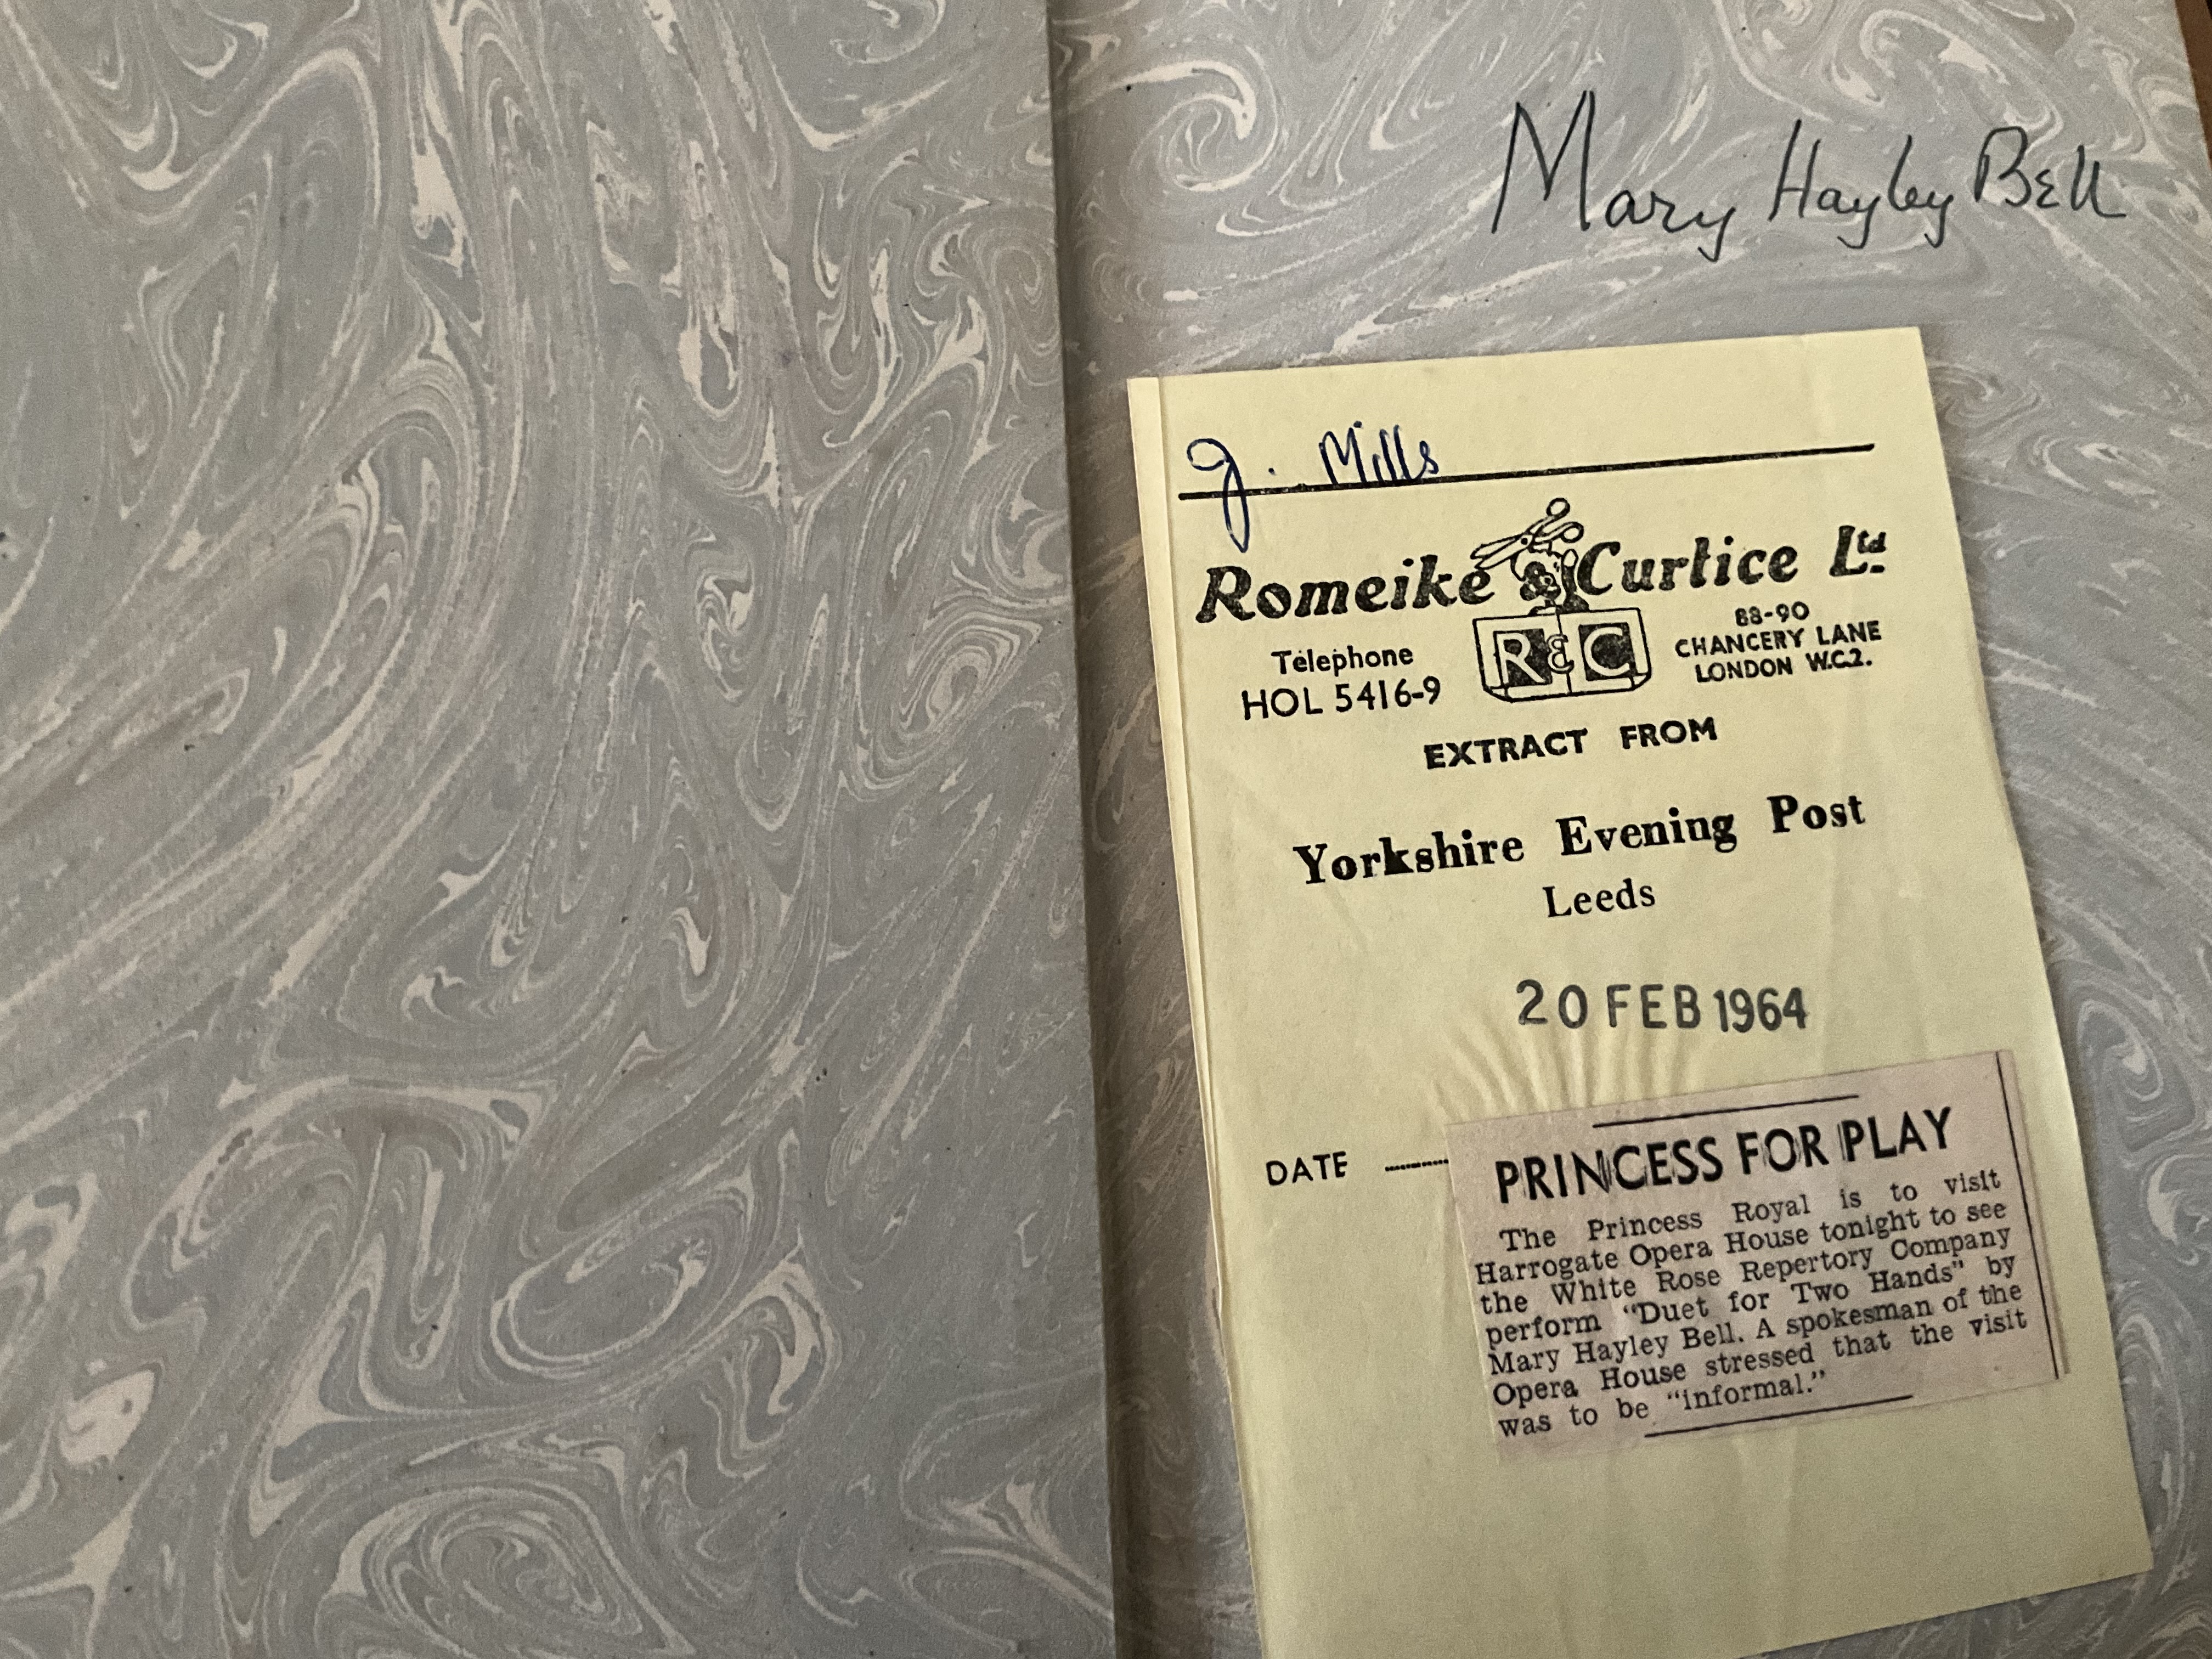 Mary Hayley Bell
J. Mills
Romeike & Curtice Ltd.
Telephone
HOL 5416-9
R&C
88-90
CHANCERY LANE
LONDON W.C.2.
EXTRACT FROM
Yorkshire Evening Post
Leeds
20 FEB 1964
DATE
PRINCESS FOR PLAY
The Princess Royal is to visit
Harrogate Opera House tonight to see
the White Rose Repertory Company
perform "Duet for Two Hands" by
Mary Hayley Bell. A spokesman of the
Opera House stressed that the visit
was to be "informal."